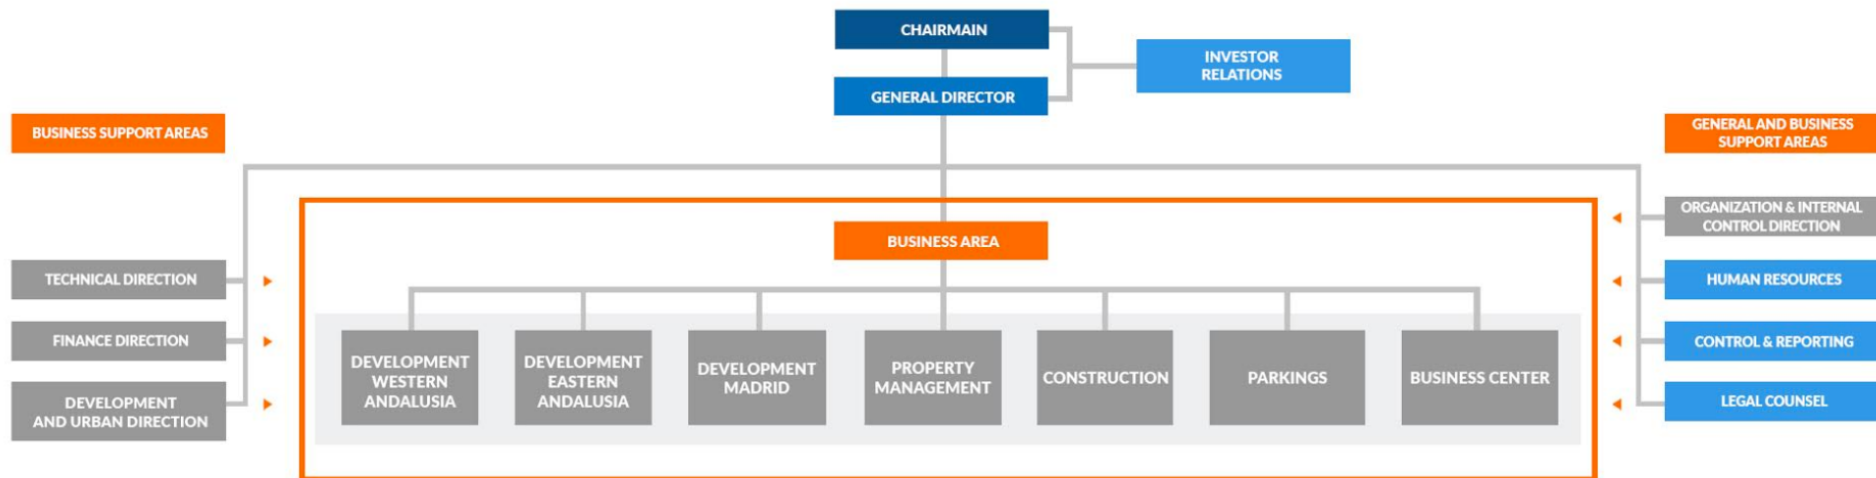 CHAIRMAIN
GENERAL DIRECTOR
INVESTOR
RELATIONS
BUSINESS SUPPORT AREAS
TECHNICAL DIRECTION
FINANCE DIRECTION
DEVELOPMENT
AND URBAN DIRECTION
BUSINESS AREA
DEVELOPMENT
WESTERN
ANDALUSIA
DEVELOPMENT
EASTERN
ANDALUSIA
DEVELOPMENT
MADRID
PROPERTY
MANAGEMENT
CONSTRUCTION
PARKINGS
BUSINESS CENTER
GENERAL AND BUSINESS
SUPPORT AREAS
ORGANIZATION & INTERNAL
CONTROL DIRECTION
HUMAN RESOURCES
CONTROL & REPORTING
LEGAL COUNSEL